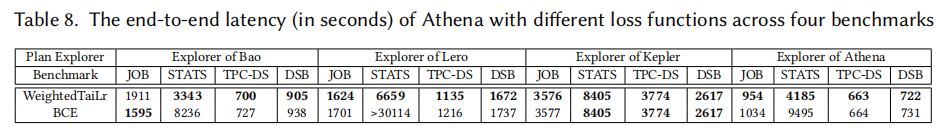 Table 8. The end-to-end latency (in seconds) of Athena with different loss functions across four benchmarks
Plan Explorer Explorer of Bao Explorer of Lero Explorer of Kepler Explorer of Athena
Benchmark JOB STATS TPC-DS DSB JOB STATS TPC-DS DSB JOB STATS TPC-DS DSB JOB STATS TPC-DS DSB
WeightedTaiLr 1911 3343 700 905 1624 6659 1135 1672 3576 8405 3774 2617 954 4185 663 722
BCE 1595 8236 727 938 1701 >30114 1216 1737 3577 8405 3774 2617 1034 9495 664 731